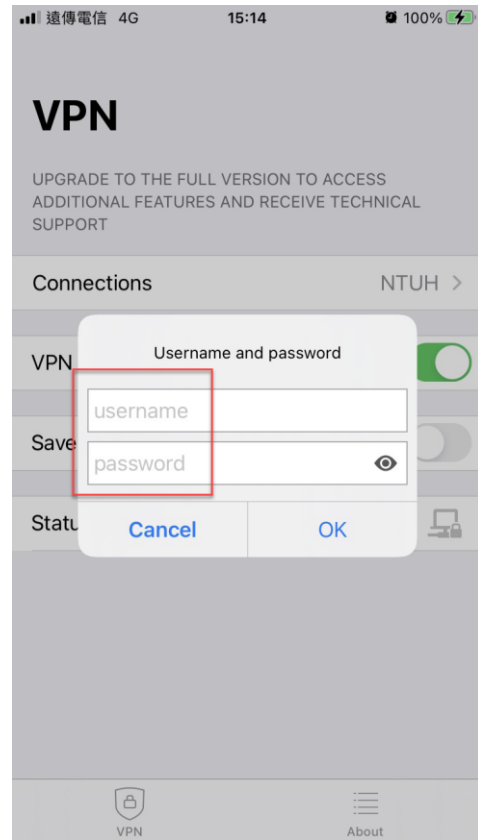 遠傳電信 4G 15:14 100%
VPN
UPGRADE TO THE FULL VERSION TO ACCESS
ADDITIONAL FEATURES AND RECEIVE TECHNICAL
SUPPORT
Connections NTUH >
Username and password
VPN
username
Save
password
Statu
Cancel OK
VPN About